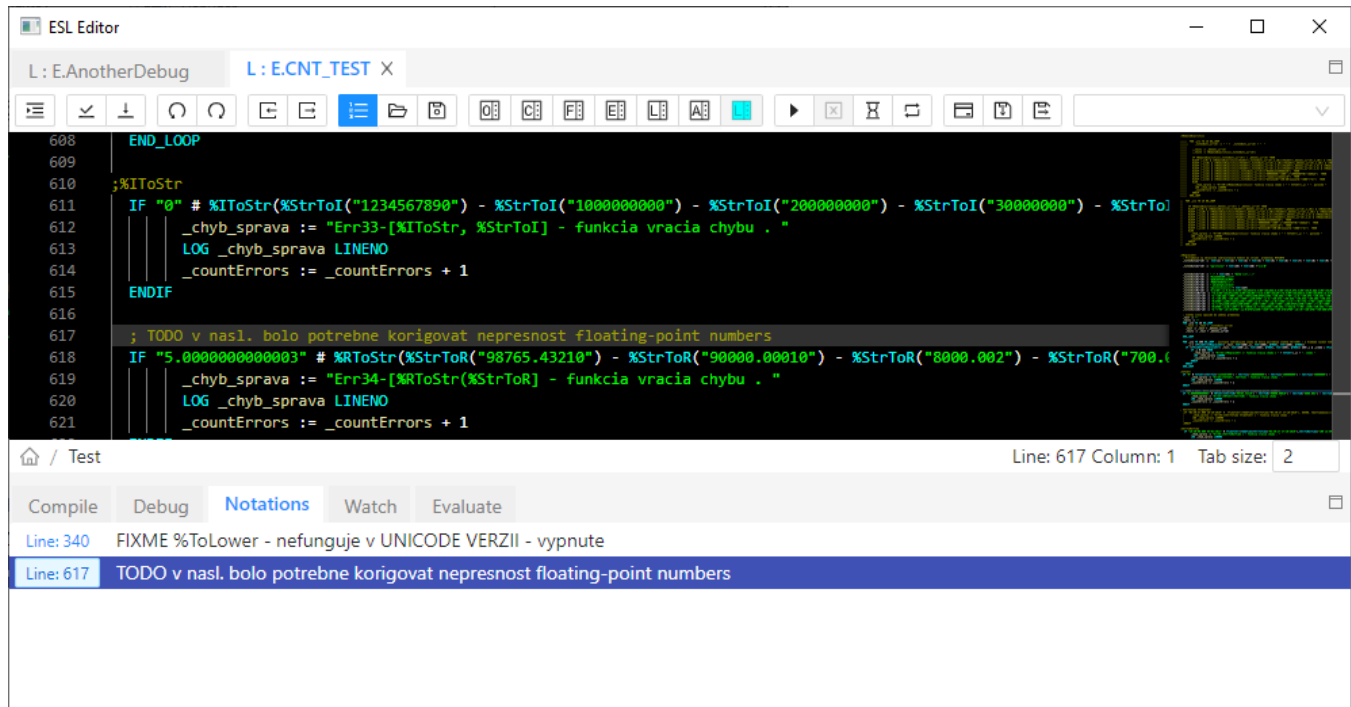 ESL Editor
L : E.AnotherDebug L : E.CNT_TEST
O: C: F: E: L: A: L:
608 END_LOOP
609
610 ;%IToStr
611 IF "0" # %IToStr(%StrToI("1234567890") - %StrToI("1000000000") - %StrToI("200000000") - %StrToI("30000000") - %StrToI
612 _chyb_sprava := "Err33-[%IToStr, %StrToI] - funkcia vracia chybu . "
613 LOG _chyb_sprava LINENO
614 _countErrors := _countErrors + 1
615 ENDIF
616
617 ; TODO v nasl. bolo potrebne korigovat nepresnost floating-point numbers
618 IF "5.0000000000003" # %RToStr(%StrToR("98765.43210") - %StrToR("90000.00010") - %StrToR("8000.002") - %StrToR("700.0
619 _chyb_sprava := "Err34-[%RToStr(%StrToR] - funkcia vracia chybu . "
620 LOG _chyb_sprava LINENO
621 _countErrors := _countErrors + 1
/ Test Line: 617 Column: 1 Tab size: 2
Compile Debug Notations Watch Evaluate
Line: 340 FIXME %ToLower - nefunguje v UNICODE VERZII - vypnute
Line: 617 TODO v nasl. bolo potrebne korigovat nepresnost floating-point numbers